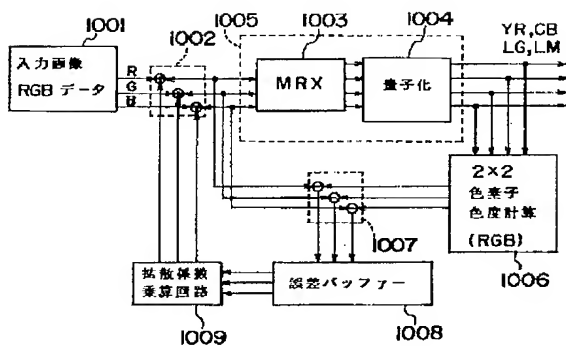 1001
入力画像
RGBデータ
R
G
B
1002
1005
1003
MRX
1004
量子化
YR,CB
LG,LM
2×2
色素子
色度計算
(RGB)
1006
1007
誤差バッファー
1008
拡散係数
乗算回路
1009